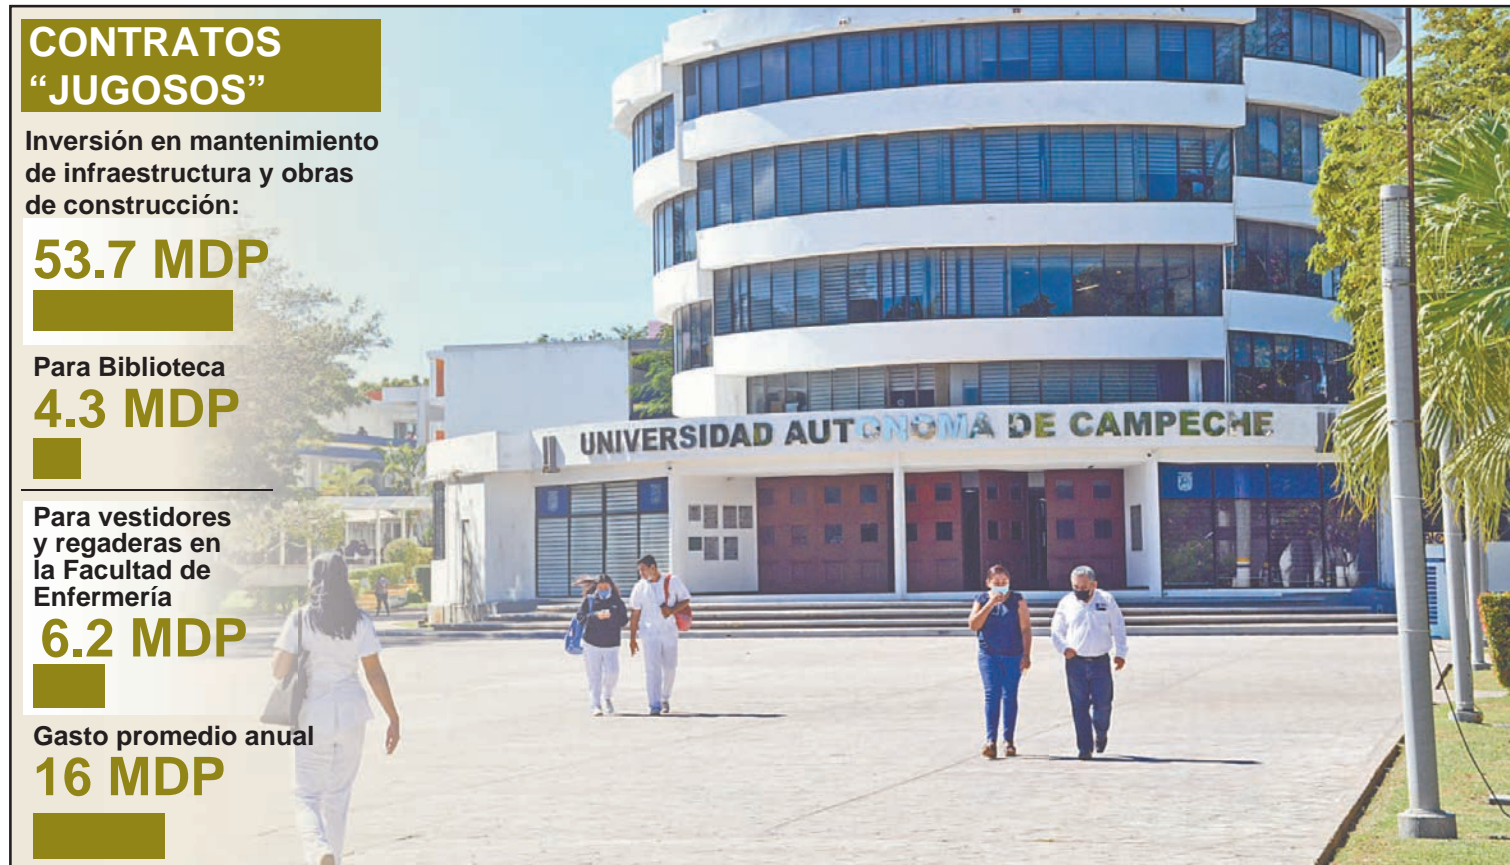 CONTRATOS
“JUGOSOS”
Inversión en mantenimiento
de infraestructura y obras
de construcción:
53.7 MDP
Para Biblioteca
4.3 MDP
Para vestidores
y regaderas en
la Facultad de
Enfermería
6.2 MDP
Gasto promedio anual
16 MDP
UNIVERSIDAD AUTONOMA DE CAMPECHE